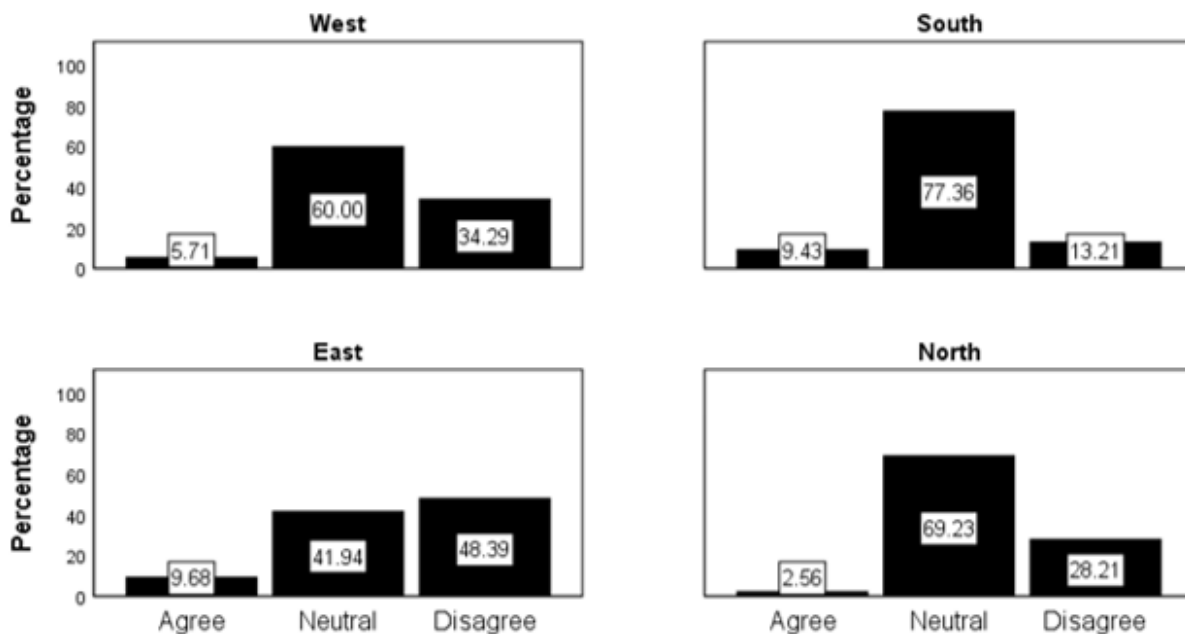 West
Percentage
100
80
60
40
20
0
5.71
60.00
34.29
South
9.43
77.36
13.21
East
Percentage
100
80
60
40
20
0
9.68
41.94
48.39
Agree
Neutral
Disagree
North
2.56
69.23
28.21
Agree
Neutral
Disagree